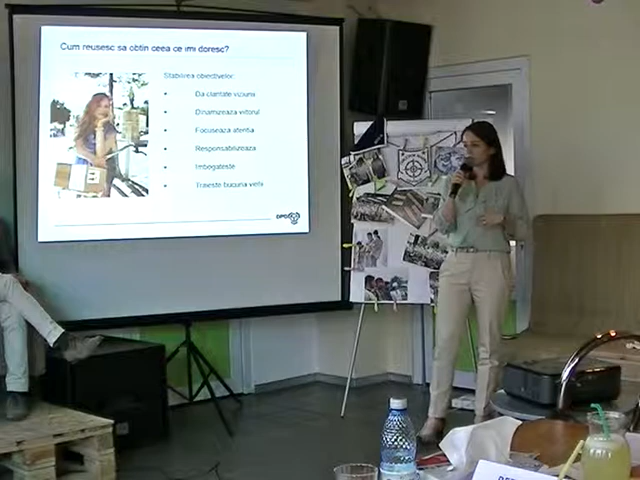 Cum reusesc sa obtin ceea ce imi doresc?
Stabilirea obiectivelor:
• Da claritate viziunii
• Dinamizeaza viitorul
• Focuseaza atentia
• Responsabilizeaza
• Imbogateste
• Traieste bucuria vietii